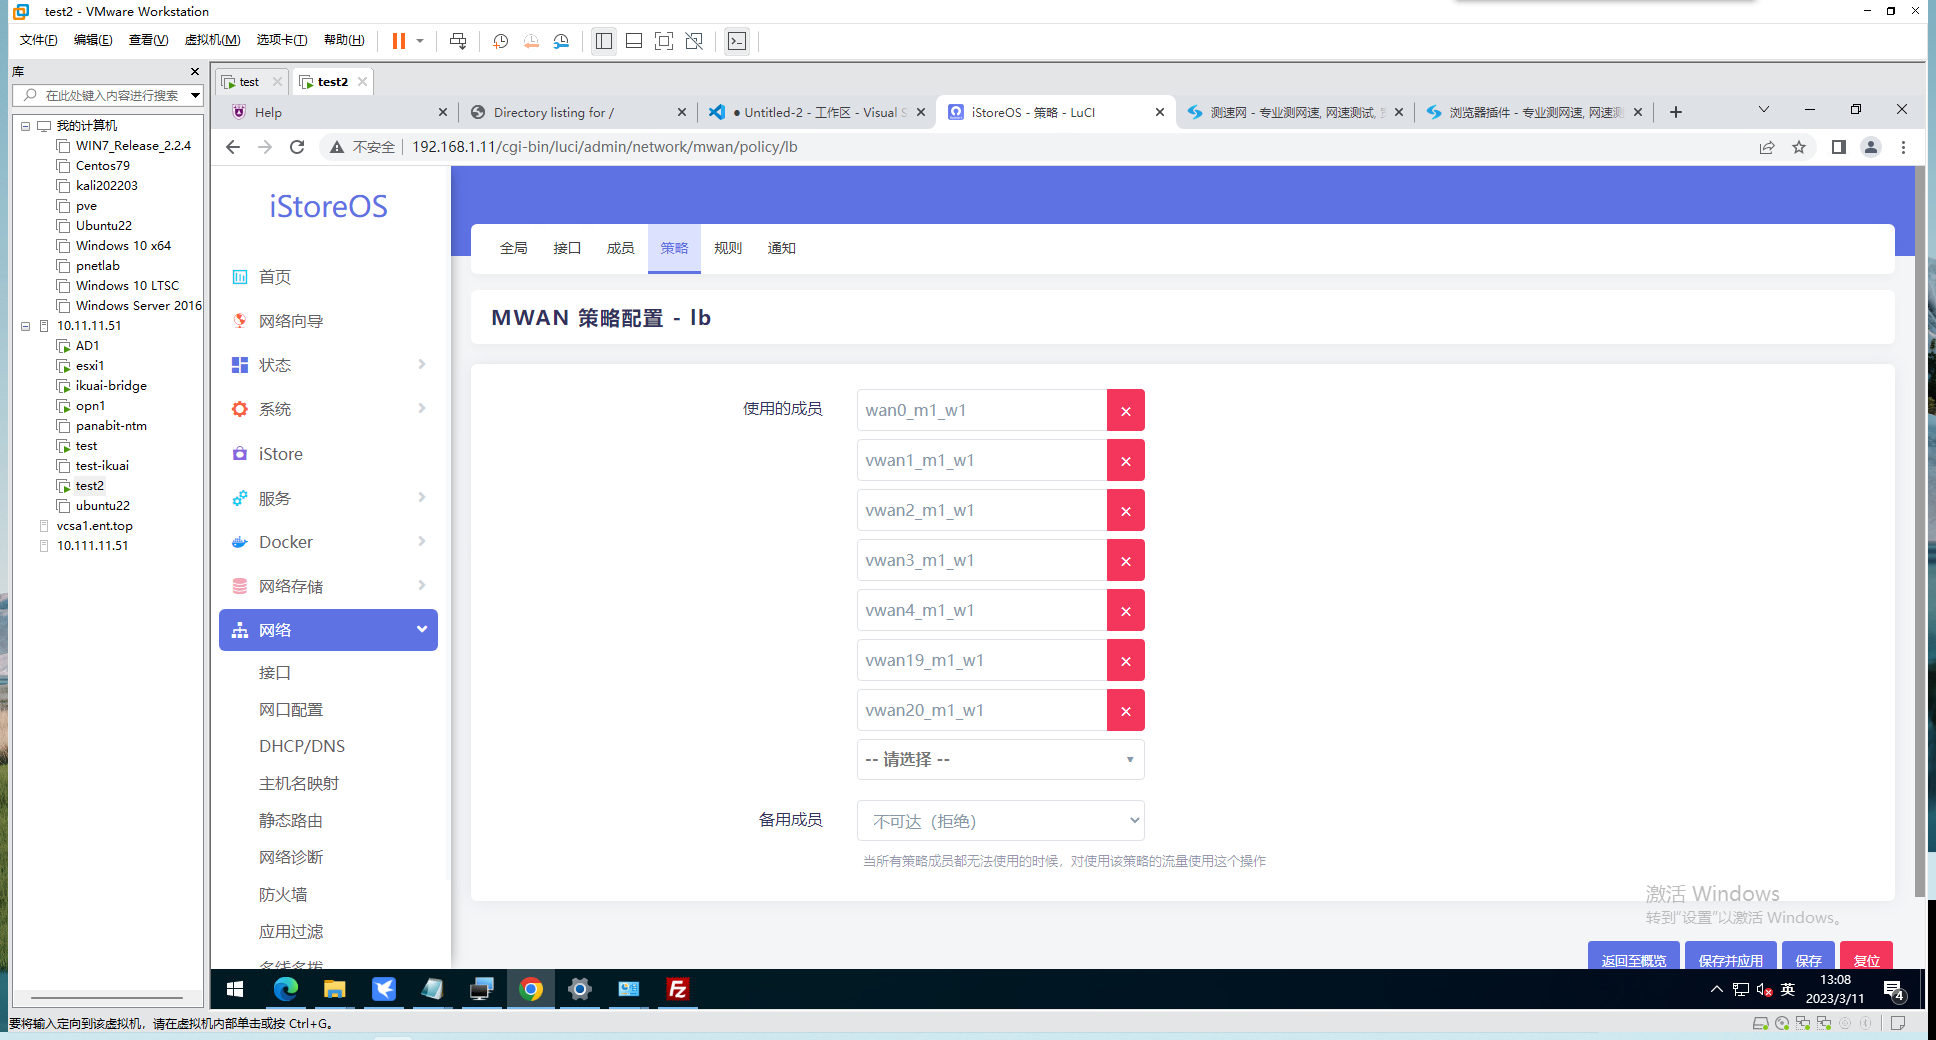 test2 - VMware Workstation
文件(F) 编辑(E) 查看(V) 虚拟机(M) 选项卡(T) 帮助(H)
库
在此处键入内容进行搜索
我的计算机
WIN7_Release_2.2.4
Centos79
kali202203
pve
Ubuntu22
Windows 10 x64
pnetlab
Windows 10 LTSC
Windows Server 2016
10.11.11.51
AD1
esxi1
ikuai-bridge
opn1
panabit-ntm
test
test-ikuai
test2
ubuntu22
vcsa1.ent.top
10.111.11.51
test test2
Help
Directory listing for /
● Untitled-2 - 工作区 - Visual S
iStoreOS - 策略 - LuCI
测速网 - 专业测网速, 网速测试,
浏览器插件 - 专业测网速, 网速测
不安全 192.168.1.11/cgi-bin/luci/admin/network/mwan/policy/lb
iStoreOS
首页
网络向导
状态
系统
iStore
服务
Docker
网络存储
网络
接口
网口配置
DHCP/DNS
主机名映射
静态路由
网络诊断
防火墙
应用过滤
多线多拨
全局 接口 成员 策略 规则 通知
MWAN 策略配置 - lb
使用的成员
wan0_m1_w1
vwan1_m1_w1
vwan2_m1_w1
vwan3_m1_w1
vwan4_m1_w1
vwan19_m1_w1
vwan20_m1_w1
-- 请选择 --
备用成员
不可达（拒绝）
当所有策略成员都无法使用的时候，对使用该策略的流量使用这个操作
激活 Windows
转到"设置"以激活 Windows。
返回至概览 保存并应用 保存 复位
英
13:08
2023/3/11
4
要将输入定向到该虚拟机，请在虚拟机内部单击或按 Ctrl+G。